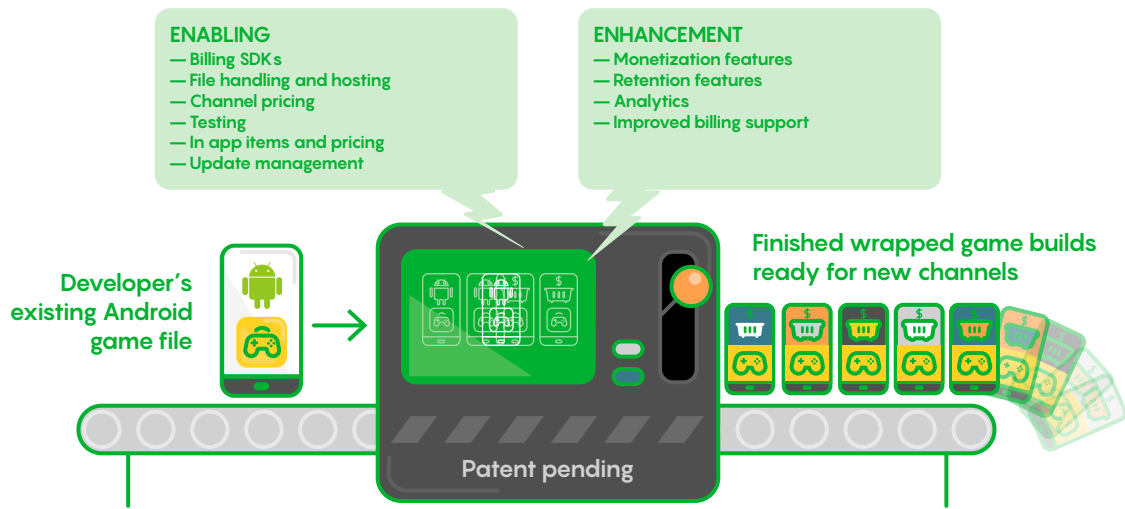 ENABLING
— Billing SDKs
— File handling and hosting
— Channel pricing
— Testing
— In app items and pricing
— Update management
ENHANCEMENT
— Monetization features
— Retention features
— Analytics
— Improved billing support
Developer’s
existing Android
game file
Finished wrapped game builds
ready for new channels
$
$
$
$
$
$
$
$
Patent pending